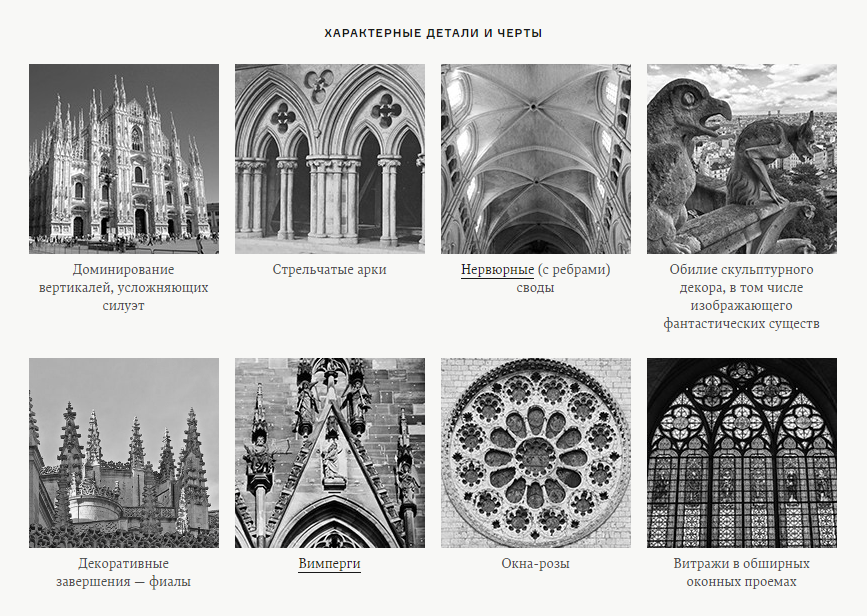 ХАРАКТЕРНЫЕ ДЕТАЛИ И ЧЕРТЫ
Доминирование
вертикалей, усложняющих
силуэт
Стрельчатые арки
Нервюрные (с ребрами)
своды
Обилие скульптурного
декора, в том числе
изображающего
фантастических существ
Декоративные
завершения — фиалы
Вимперги
Окна-розы
Витражи в обширных
оконных проемах